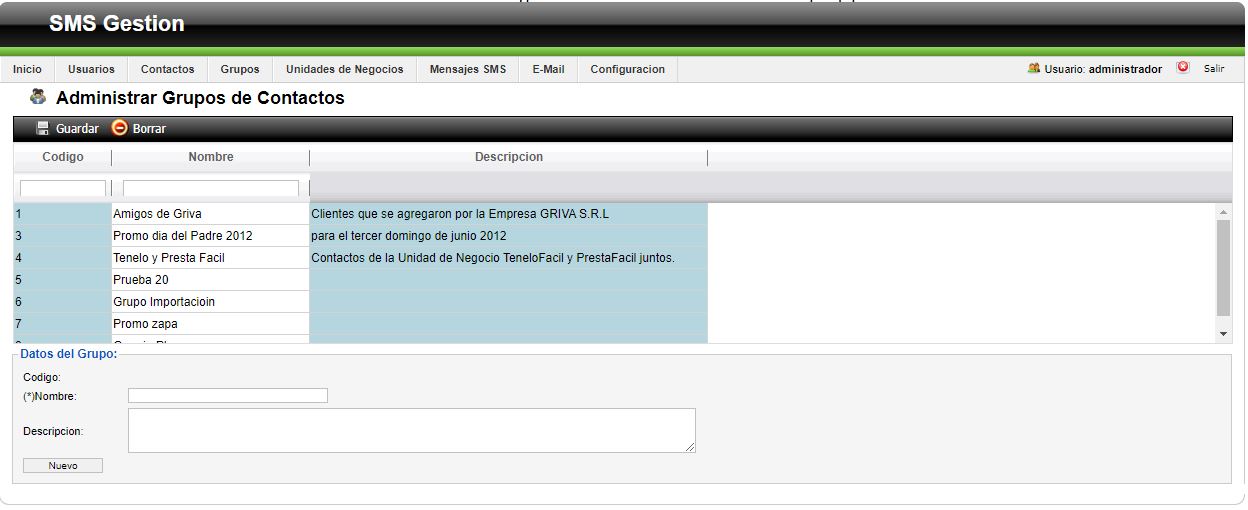 SMS Gestion
Inicio Usuarios Contactos Grupos Unidades de Negocios Mensajes SMS E-Mail Configuracion Usuario: administrador Salir
Administrar Grupos de Contactos
Guardar Borrar
Codigo Nombre Descripcion
1 Amigos de Griva Clientes que se agregaron por la Empresa GRIVA S.R.L
3 Promo dia del Padre 2012 para el tercer domingo de junio 2012
4 Tenelo y Presta Facil Contactos de la Unidad de Negocio TeneloFacil y PrestaFacil juntos.
5 Prueba 20
6 Grupo Importacioin
7 Promo zapa
Datos del Grupo:
Codigo:
(*)Nombre:
Descripcion:
Nuevo